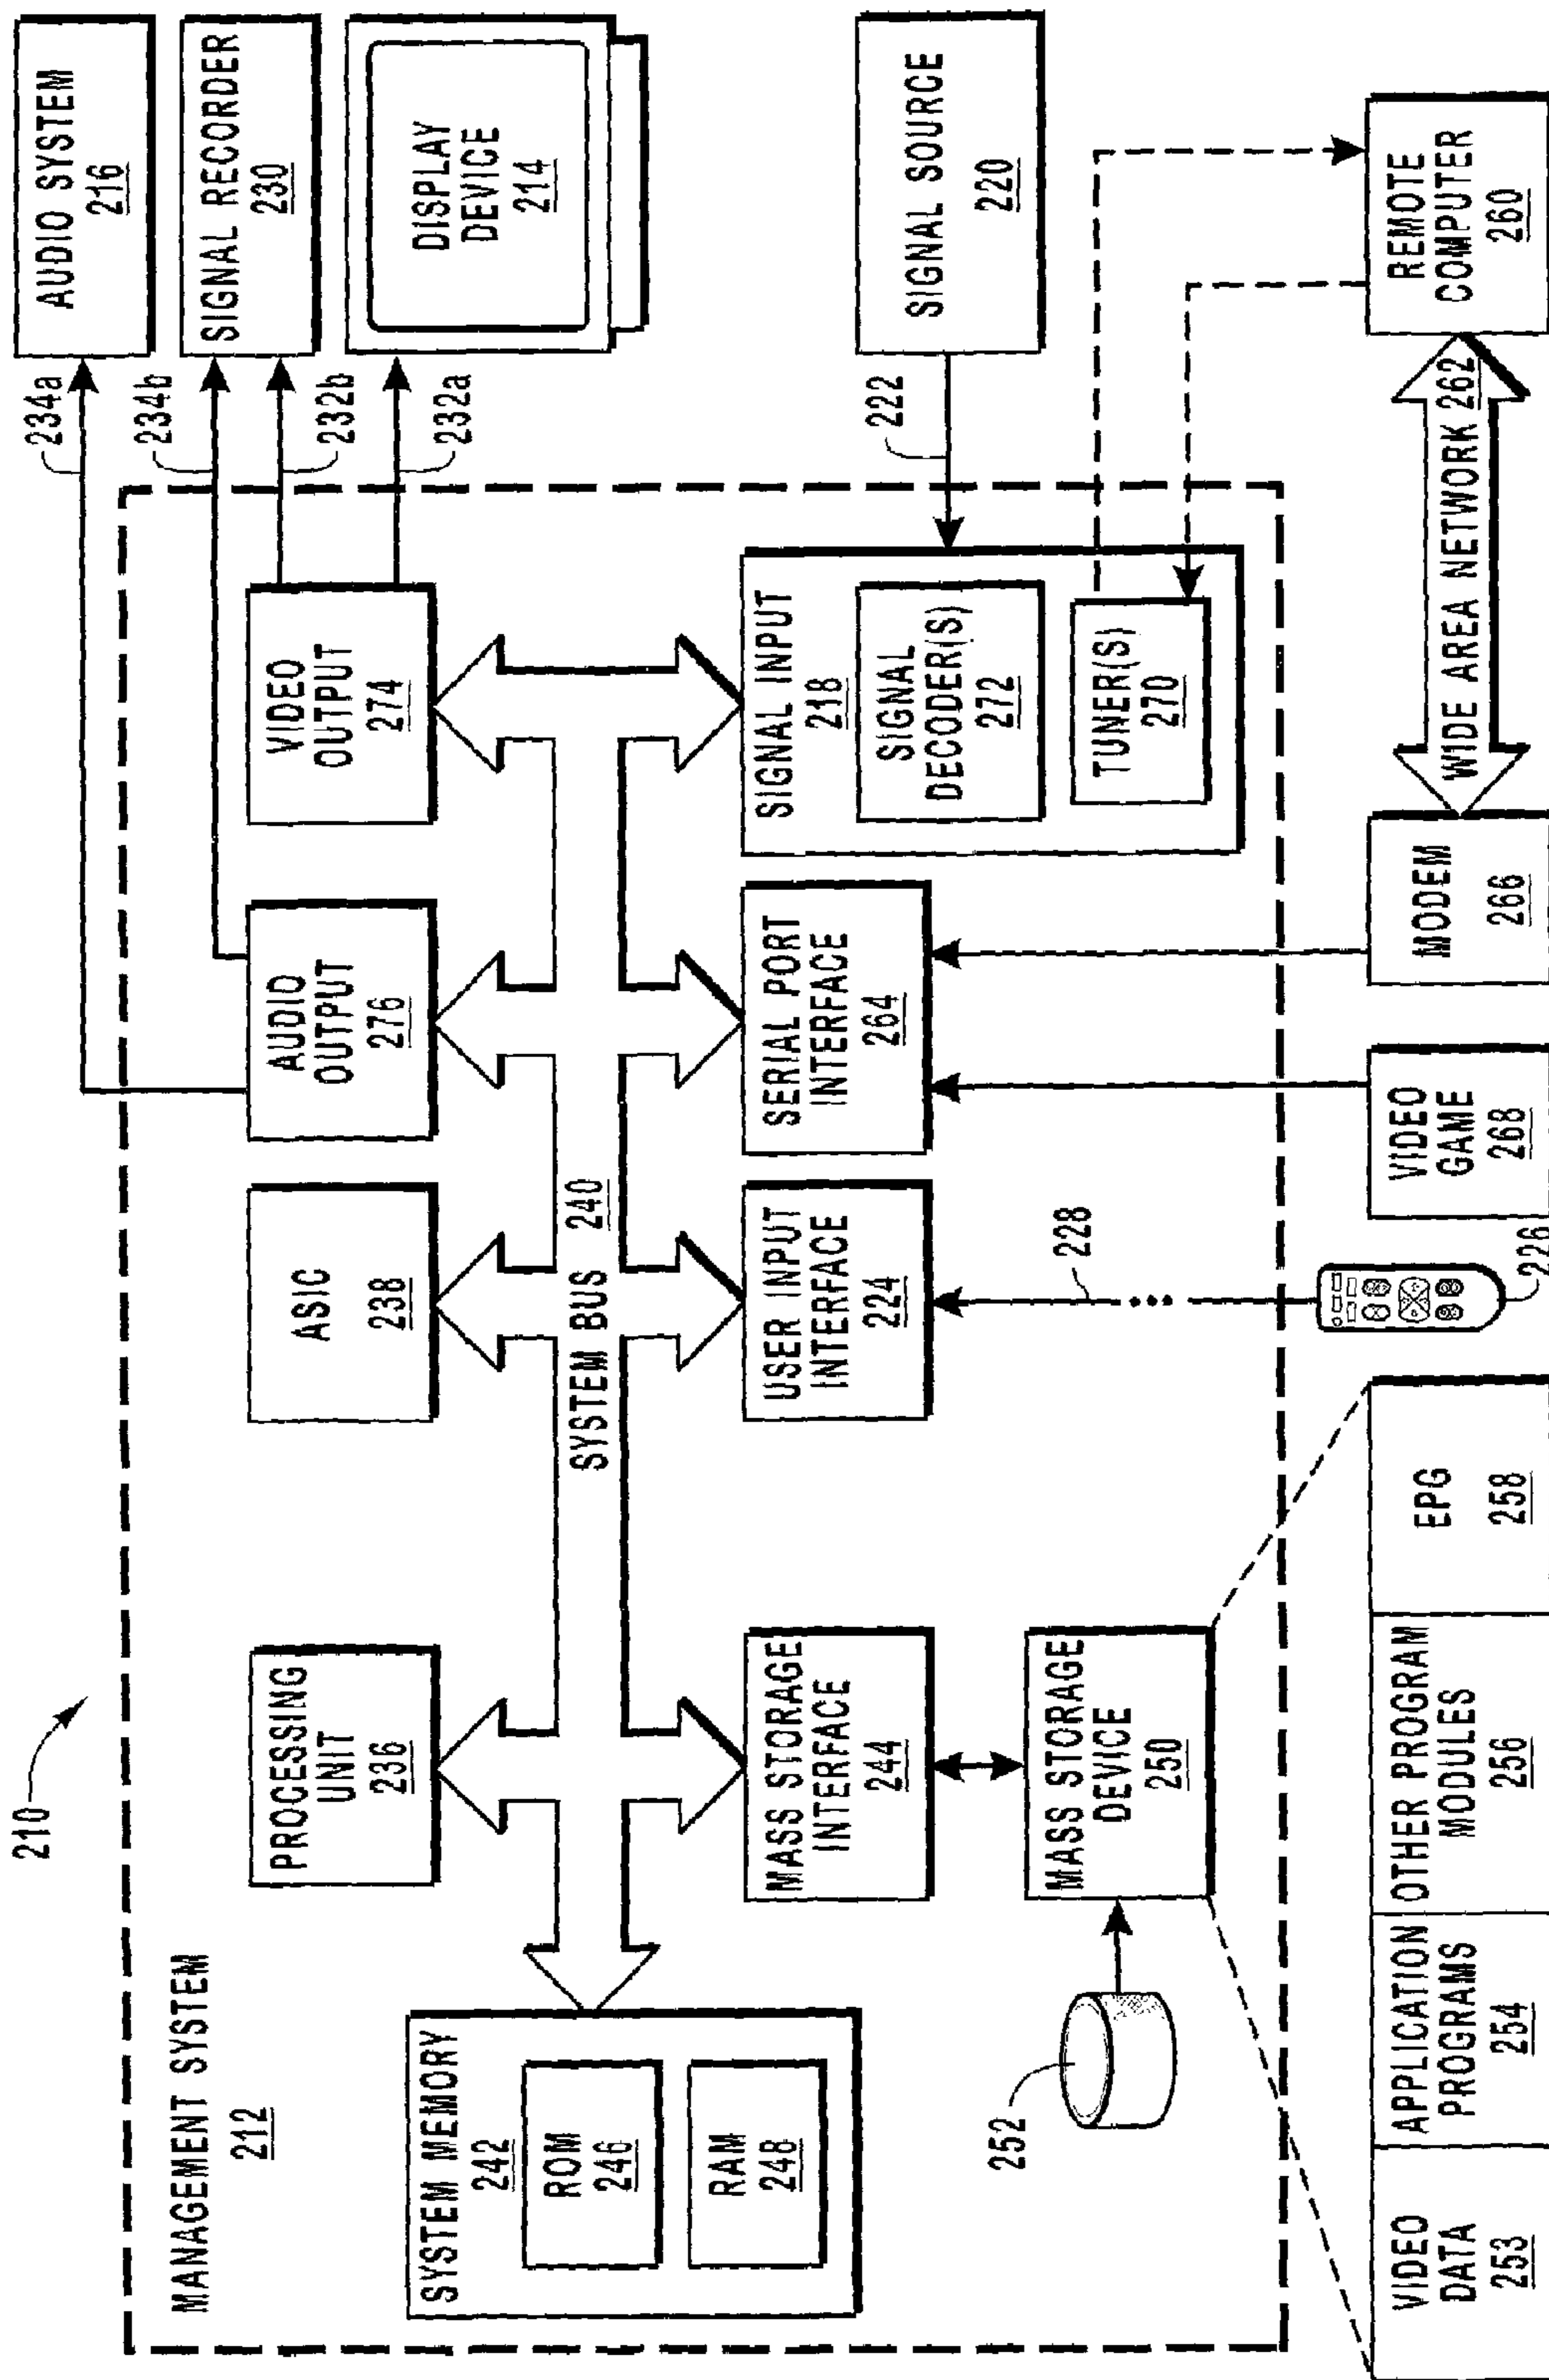 210
MANAGEMENT SYSTEM
212
SYSTEM MEMORY
242
ROM
246
RAM
248
PROCESSING
UNIT
236
ASIC
238
AUDIO
OUTPUT
276
VIDEO
OUTPUT
274
234a
234b
232b
232a
AUDIO SYSTEM
216
SIGNAL RECORDER
230
DISPLAY
DEVICE
214
SYSTEM BUS 240
MASS STORAGE
INTERFACE
244
USER INPUT
INTERFACE
224
SERIAL PORT
INTERFACE
264
SIGNAL INPUT
218
SIGNAL
DECODER(S)
272
TUNER(S)
270
222
SIGNAL SOURCE
220
252
MASS STORAGE
DEVICE
250
228
226
VIDEO
DATA
253
APPLICATION
PROGRAMS
254
OTHER PROGRAM
MODULES
256
EPG
258
VIDEO
GAME
268
MODEM
266
WIDE AREA NETWORK 262
REMOTE
COMPUTER
260